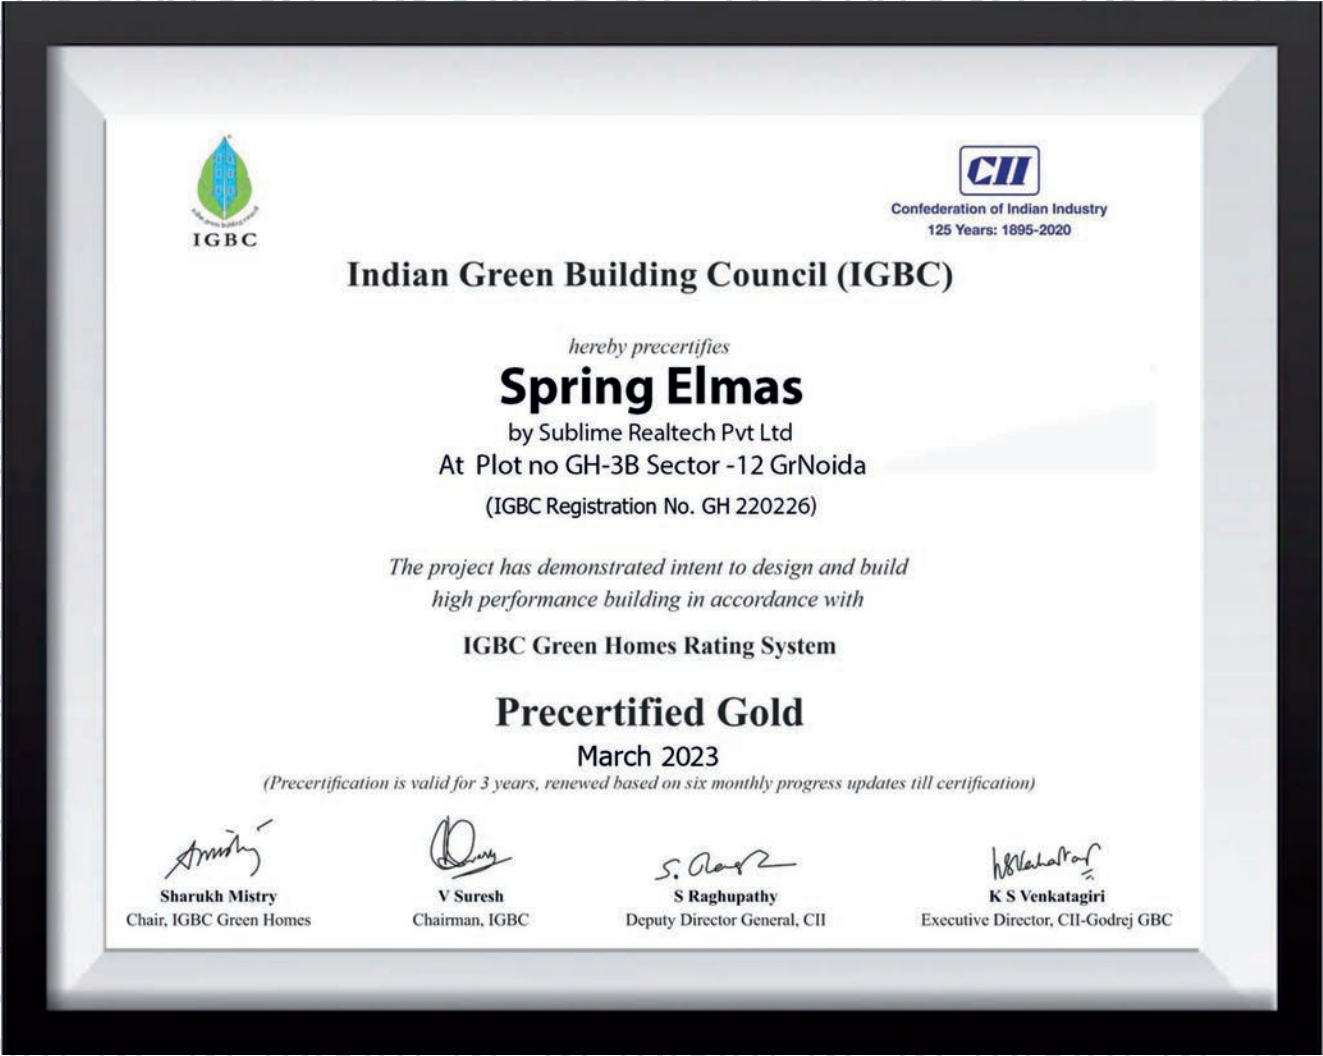 indian green building council
IGBC
CII
Confederation of Indian Industry
125 Years: 1895-2020
Indian Green Building Council (IGBC)
hereby precertifies
Spring Elmas
by Sublime Realtech Pvt Ltd
At Plot no GH-3B Sector -12 GrNoida
(IGBC Registration No. GH 220226)
The project has demonstrated intent to design and build
high performance building in accordance with
IGBC Green Homes Rating System
Precertified Gold
March 2023
(Precertification is valid for 3 years, renewed based on six monthly progress updates till certification)
Sharukh Mistry
Chair, IGBC Green Homes
V Suresh
Chairman, IGBC
S Raghupathy
Deputy Director General, CII
K S Venkatagiri
Executive Director, CII-Godrej GBC